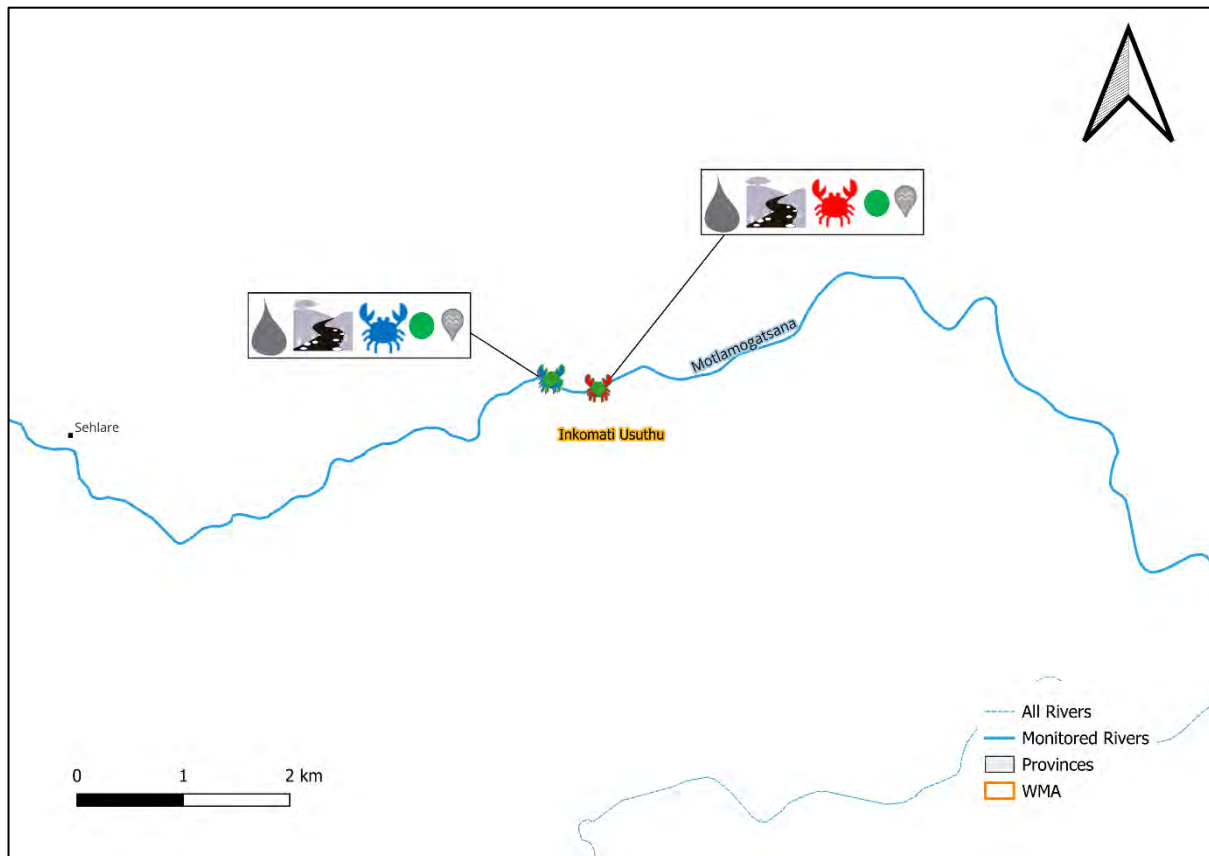 Motlamogatsana
Sehlare
Inkomati Usuthu
All Rivers
Monitored Rivers
Provinces
WMA
0 1 2 km